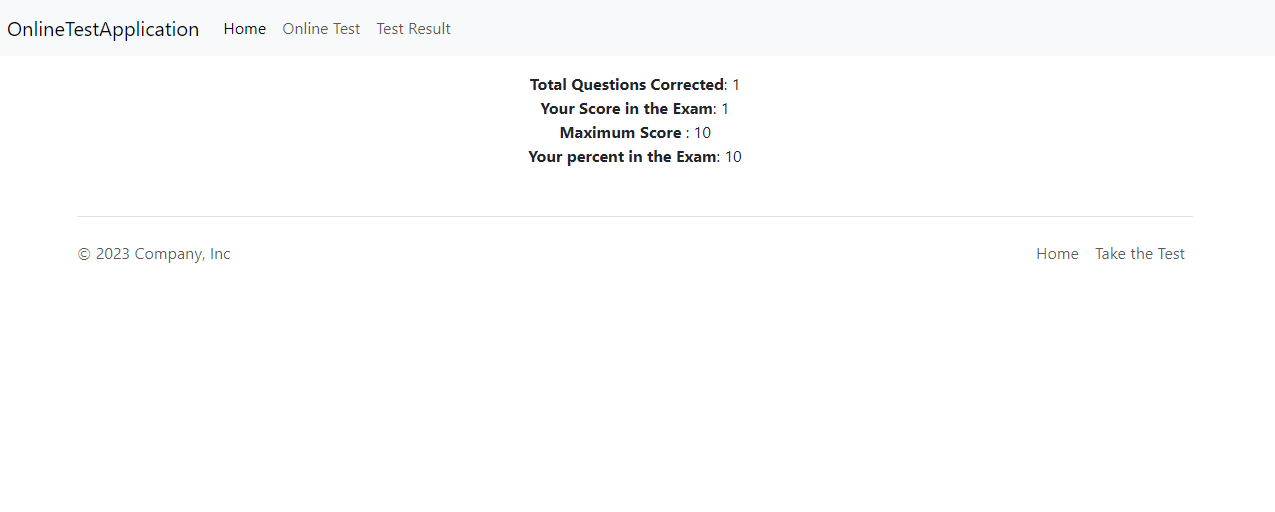 OnlineTestApplication Home Online Test Test Result
Total Questions Corrected: 1
Your Score in the Exam: 1
Maximum Score : 10
Your percent in the Exam: 10
© 2023 Company, Inc Home Take the Test